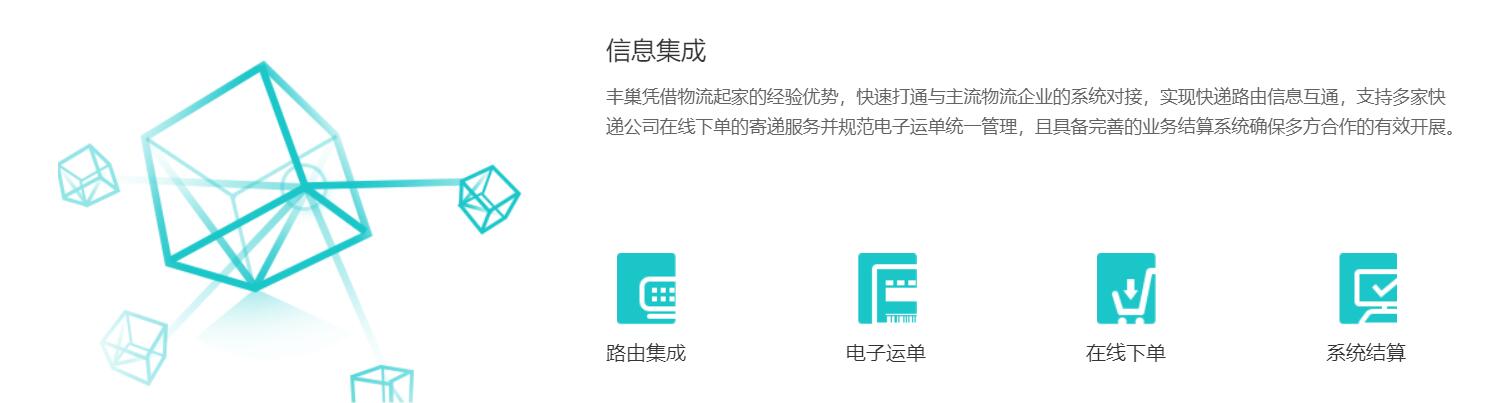 信息集成
丰巢凭借物流起家的经验优势，快速打通与主流物流企业的系统对接，实现快递路由信息互通，支持多家快
递公司在线下单的寄递服务并规范电子运单统一管理，且具备完善的业务结算系统确保多方合作的有效开展。
路由集成
电子运单
在线下单
系统结算